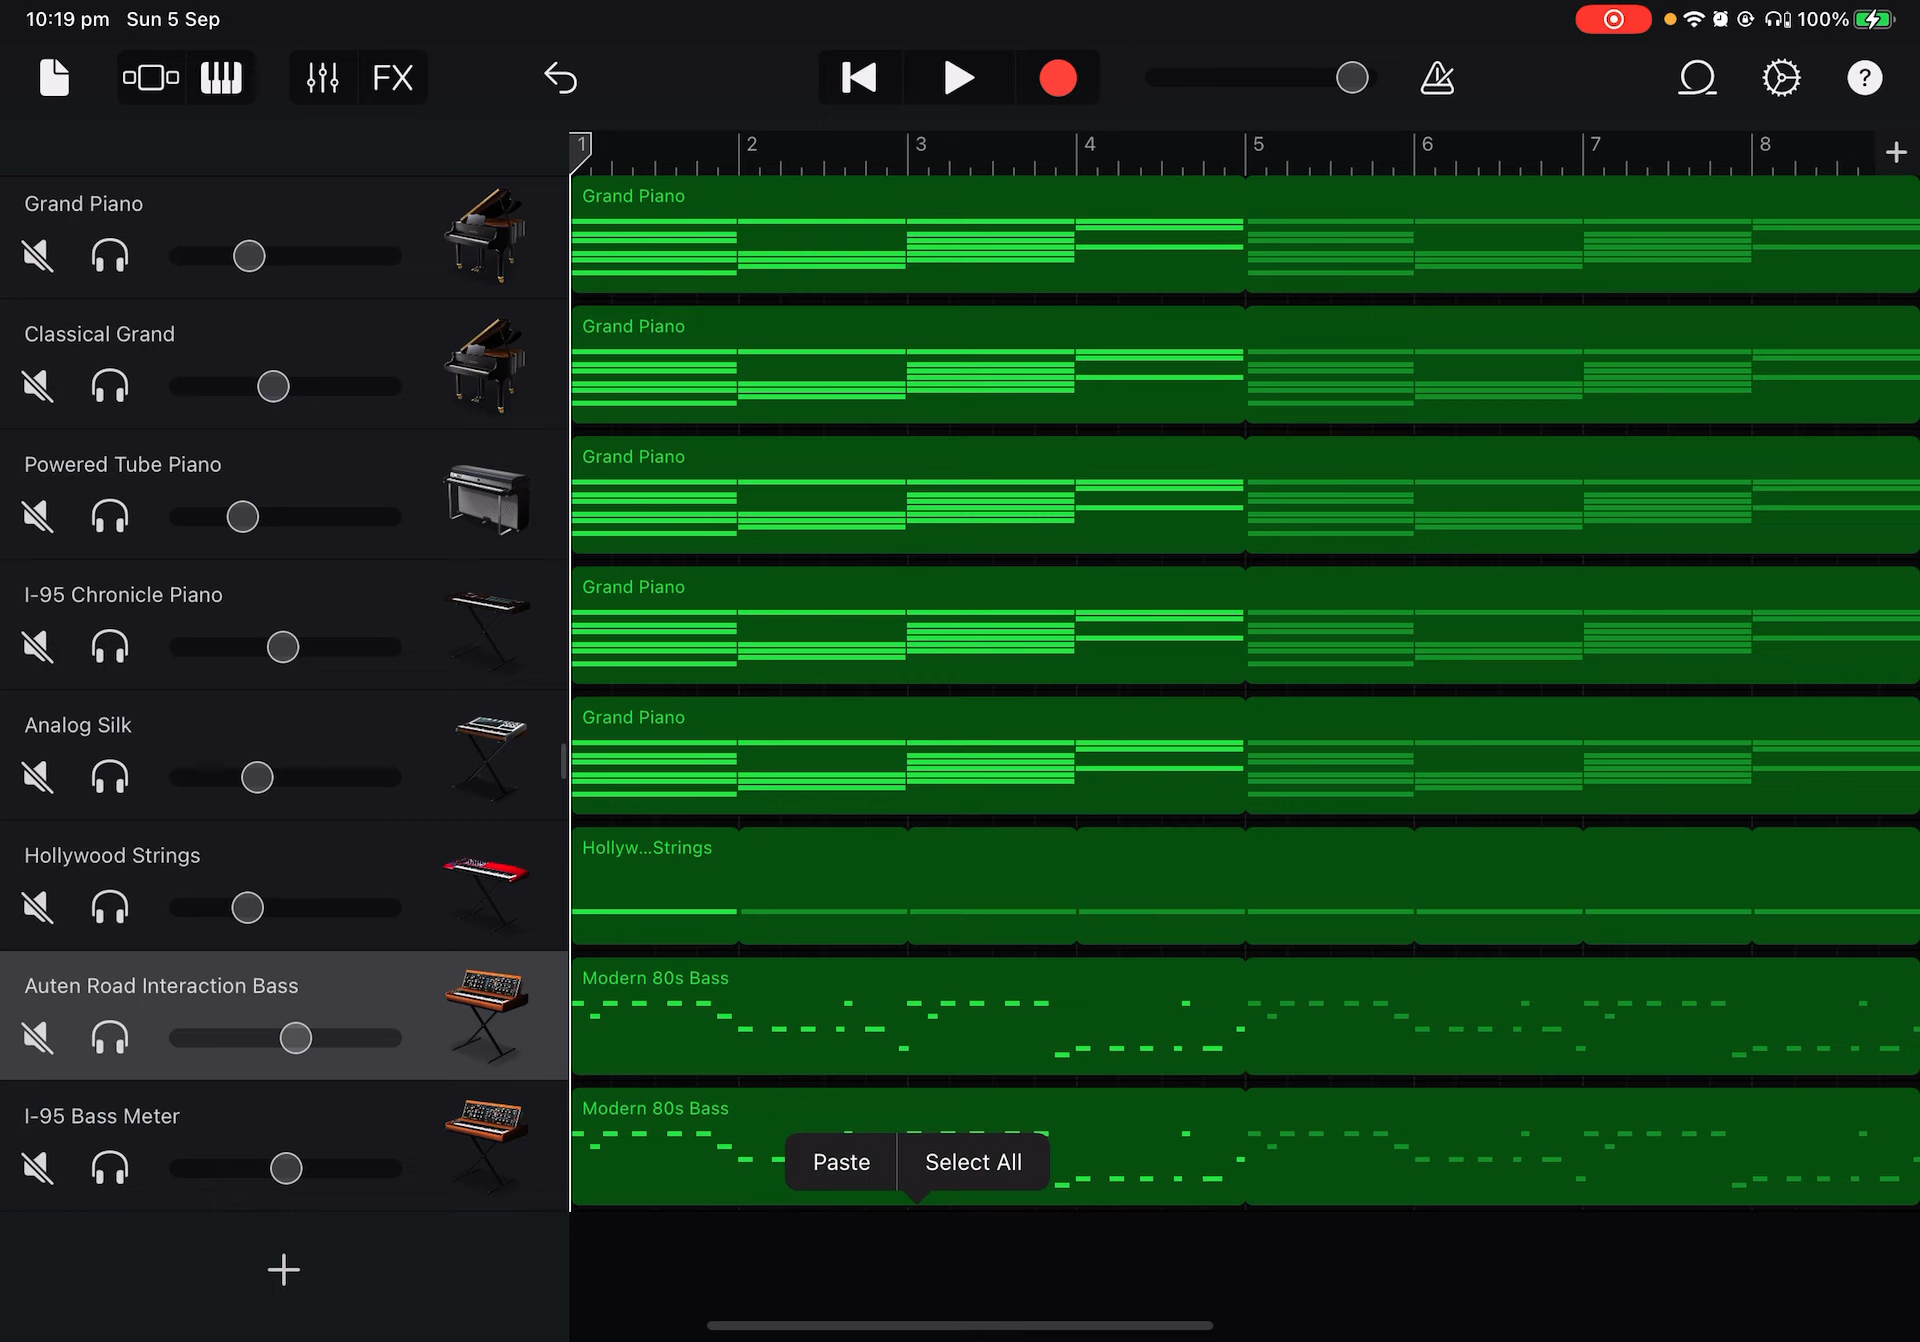 10:19 pm Sun 5 Sep
100%
FX
?
1 2 3 4 5 6 7 8
Grand Piano
Grand Piano
Classical Grand
Grand Piano
Powered Tube Piano
Grand Piano
I-95 Chronicle Piano
Grand Piano
Analog Silk
Grand Piano
Hollywood Strings
Hollyw...Strings
Auten Road Interaction Bass
Modern 80s Bass
I-95 Bass Meter
Modern 80s Bass
Paste Select All